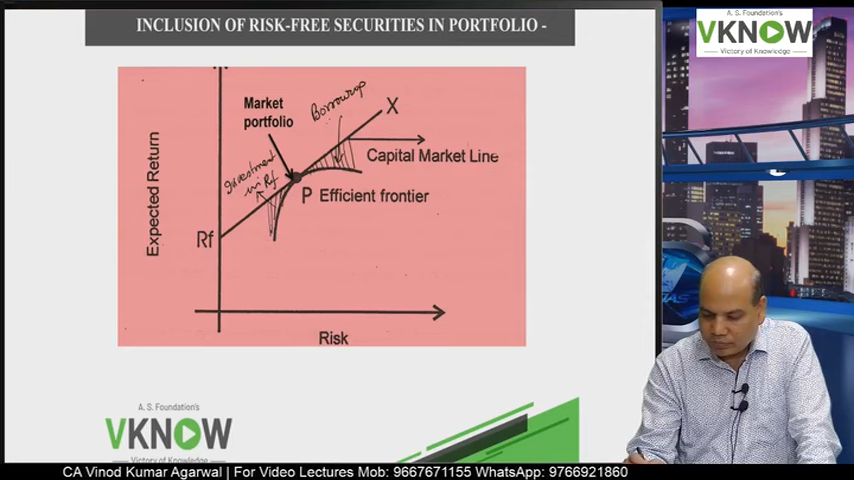 INCLUSION OF RISK-FREE SECURITIES IN PORTFOLIO -
A. S. Foundation's
VKNOW
Victory of Knowledge
Market
portfolio
Borrowing
X
Capital Market Line
Investment
in Rf
P Efficient frontier
Rf
Expected Return
Risk
A. S. Foundation's
VKNOW
Victory of Knowledge
CA Vinod Kumar Agarwal | For Video Lectures Mob: 9667671155 WhatsApp: 9766921860